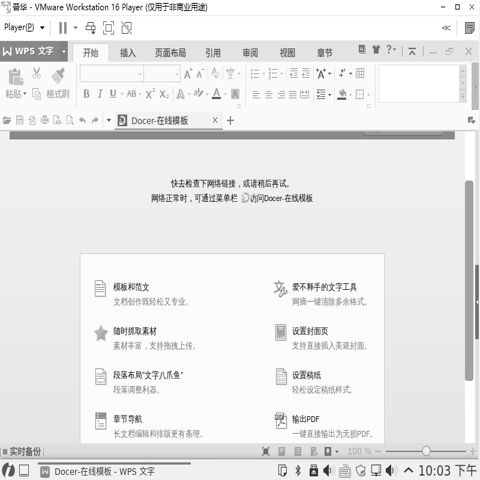 普华 - VMware Workstation 16 Player (仅用于非商业用途)
Player(P)
WPS 文字
开始 插入 页面布局 引用 审阅 视图 章节
粘贴 格式刷
Docer-在线模板
快去检查下网络链接，或请稍后再试。
网络正常时，可通过菜单栏 访问Docer-在线模板
模板和范文
文档创作既轻松又专业。
爱不释手的文字工具
网摘一键清除多余格式。
随时抓取素材
素材丰富，支持拖拽上传。
设置封面页
支持直接插入美观封面。
段落布局“文字八爪鱼”
段落调整利器。
设置稿纸
轻松设定稿纸样式。
章节导航
长文档编辑和排版更有条理。
输出PDF
一键直接输出为无损PDF。
实时备份
100 %
Docer-在线模板 - WPS 文字
10:03 下午